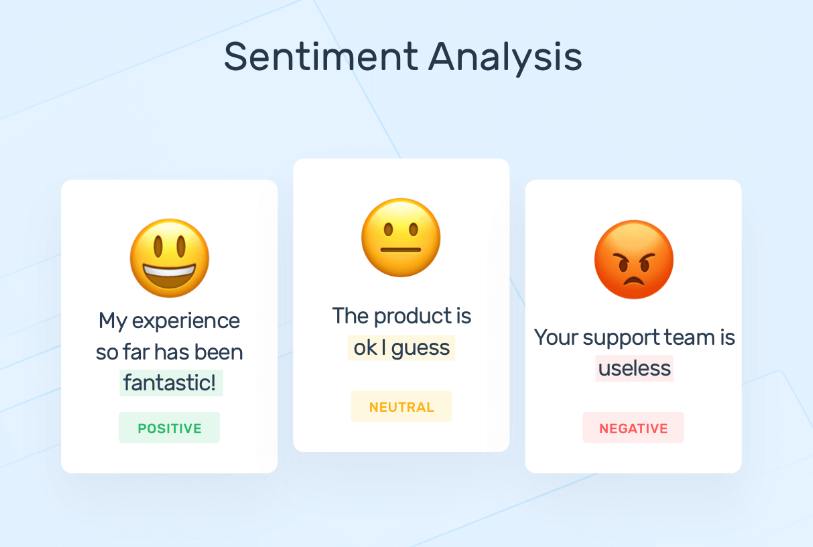 Sentiment Analysis
My experience
so far has been
fantastic!
POSITIVE
The product is
ok I guess
NEUTRAL
Your support team is
useless
NEGATIVE